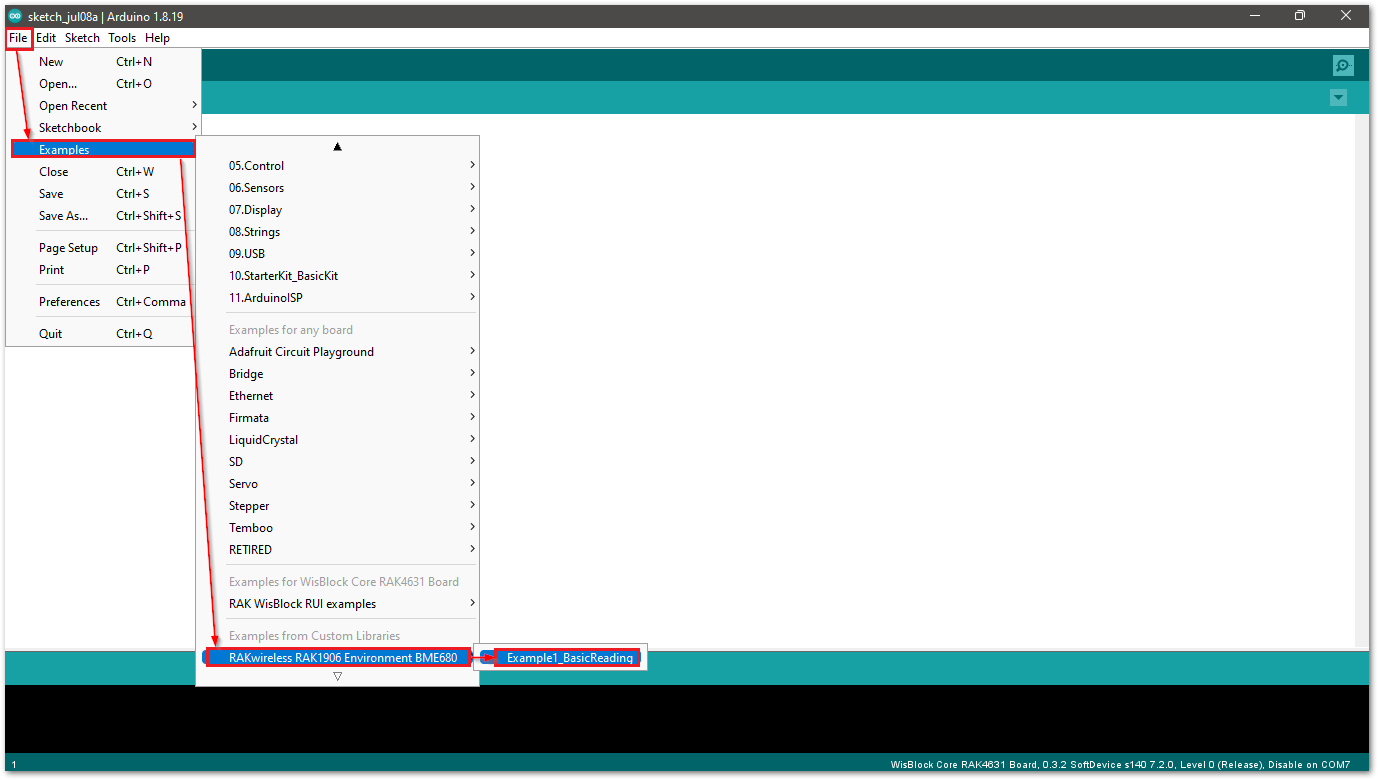 sketch_jul08a | Arduino 1.8.19
File Edit Sketch Tools Help
New Ctrl+N
Open... Ctrl+O
Open Recent
Sketchbook
Examples
Close Ctrl+W
Save Ctrl+S
Save As... Ctrl+Shift+S
Page Setup Ctrl+Shift+P
Print Ctrl+P
Preferences Ctrl+Comma
Quit Ctrl+Q
05.Control
06.Sensors
07.Display
08.Strings
09.USB
10.StarterKit_BasicKit
11.ArduinoISP
Examples for any board
Adafruit Circuit Playground
Bridge
Ethernet
Firmata
LiquidCrystal
SD
Servo
Stepper
Temboo
RETIRED
Examples for WisBlock Core RAK4631 Board
RAK WisBlock RUI examples
Examples from Custom Libraries
RAKwireless RAK1906 Environment BME680
Example1_BasicReading
1
WisBlock Core RAK4631 Board, 0.3.2 SoftDevice s140 7.2.0, Level 0 (Release), Disable on COM7